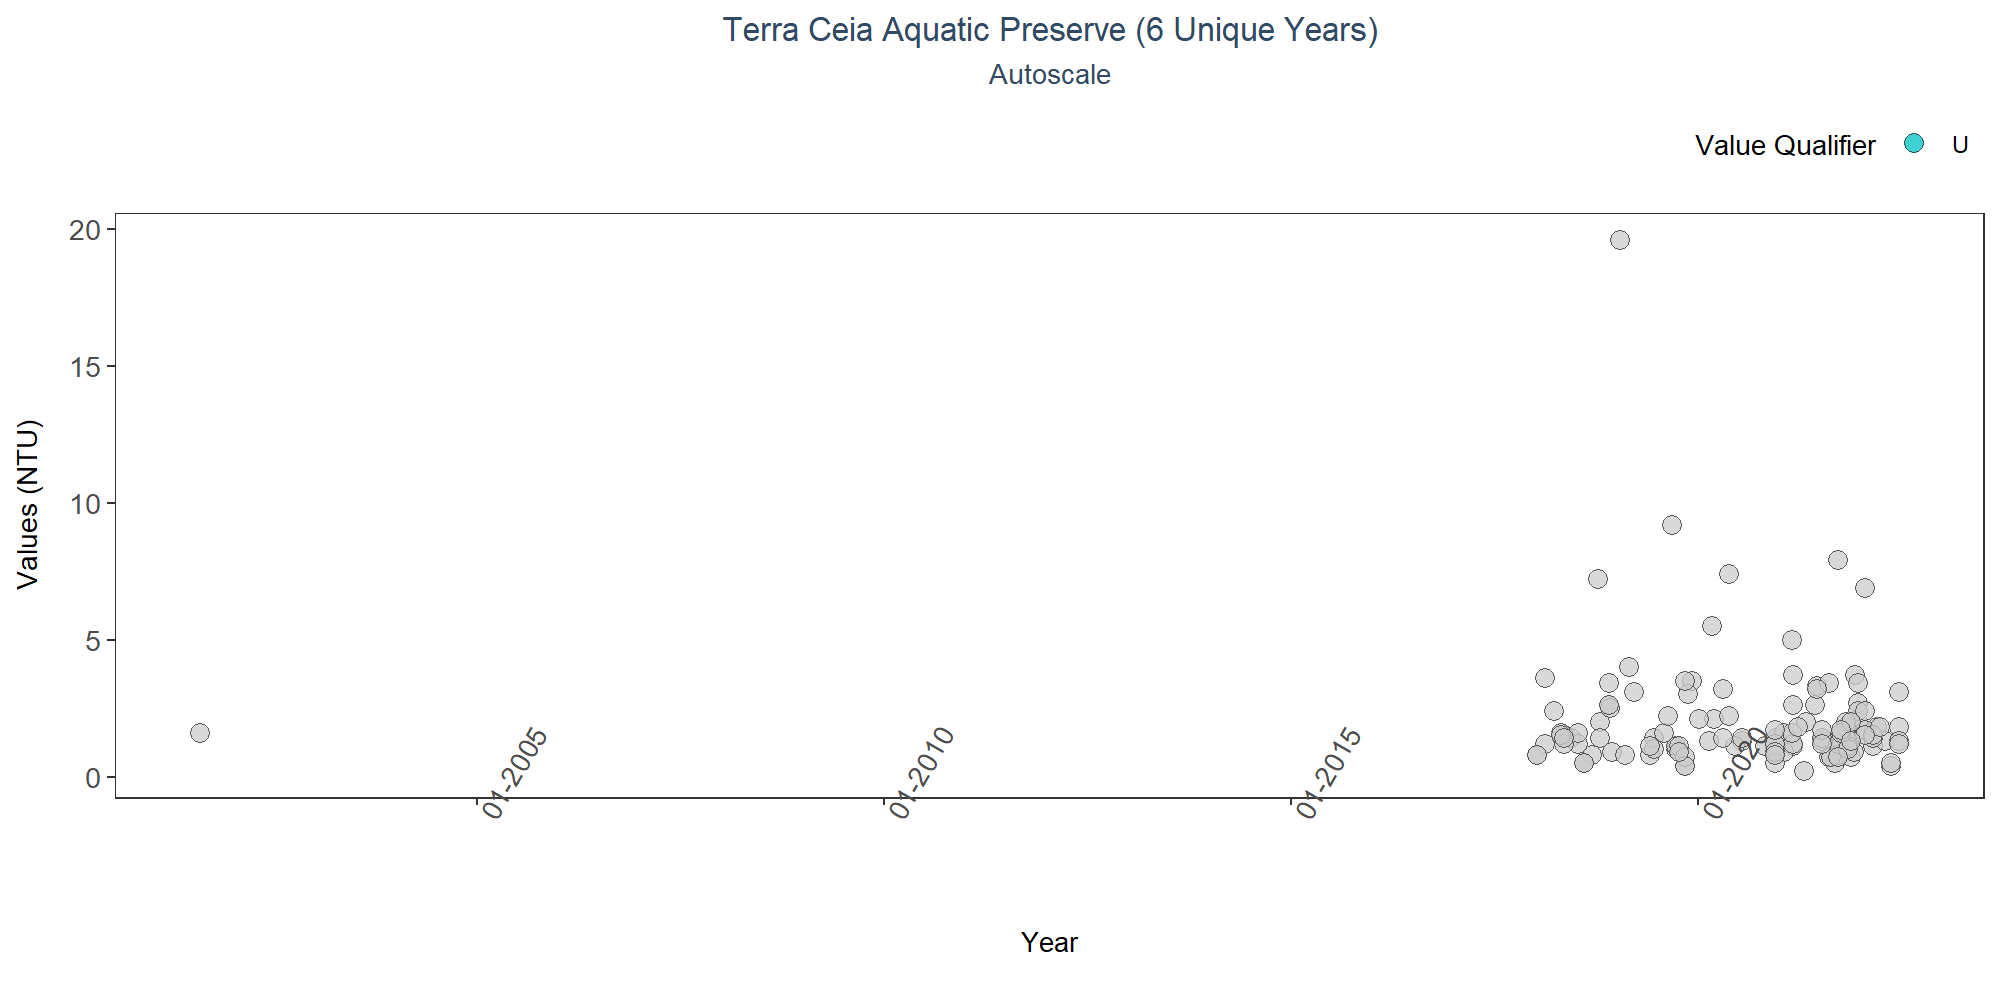 Terra Ceia Aquatic Preserve (6 Unique Years)
Autoscale
Value Qualifier U
20
15
10
5
0
Values (NTU)
01-2005
01-2010
01-2015
01-2020
Year